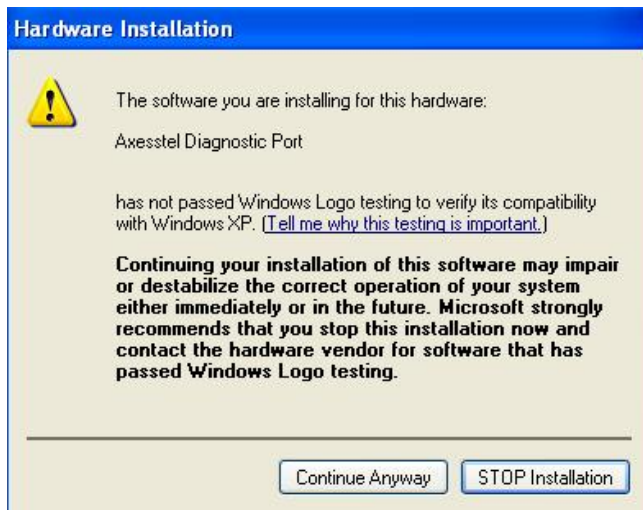 Hardware Installation
The software you are installing for this hardware:
Axesstel Diagnostic Port
has not passed Windows Logo testing to verify its compatibility
with Windows XP. (Tell me why this testing is important.)
Continuing your installation of this software may impair
or destabilize the correct operation of your system
either immediately or in the future. Microsoft strongly
recommends that you stop this installation now and
contact the hardware vendor for software that has
passed Windows Logo testing.
Continue Anyway STOP Installation